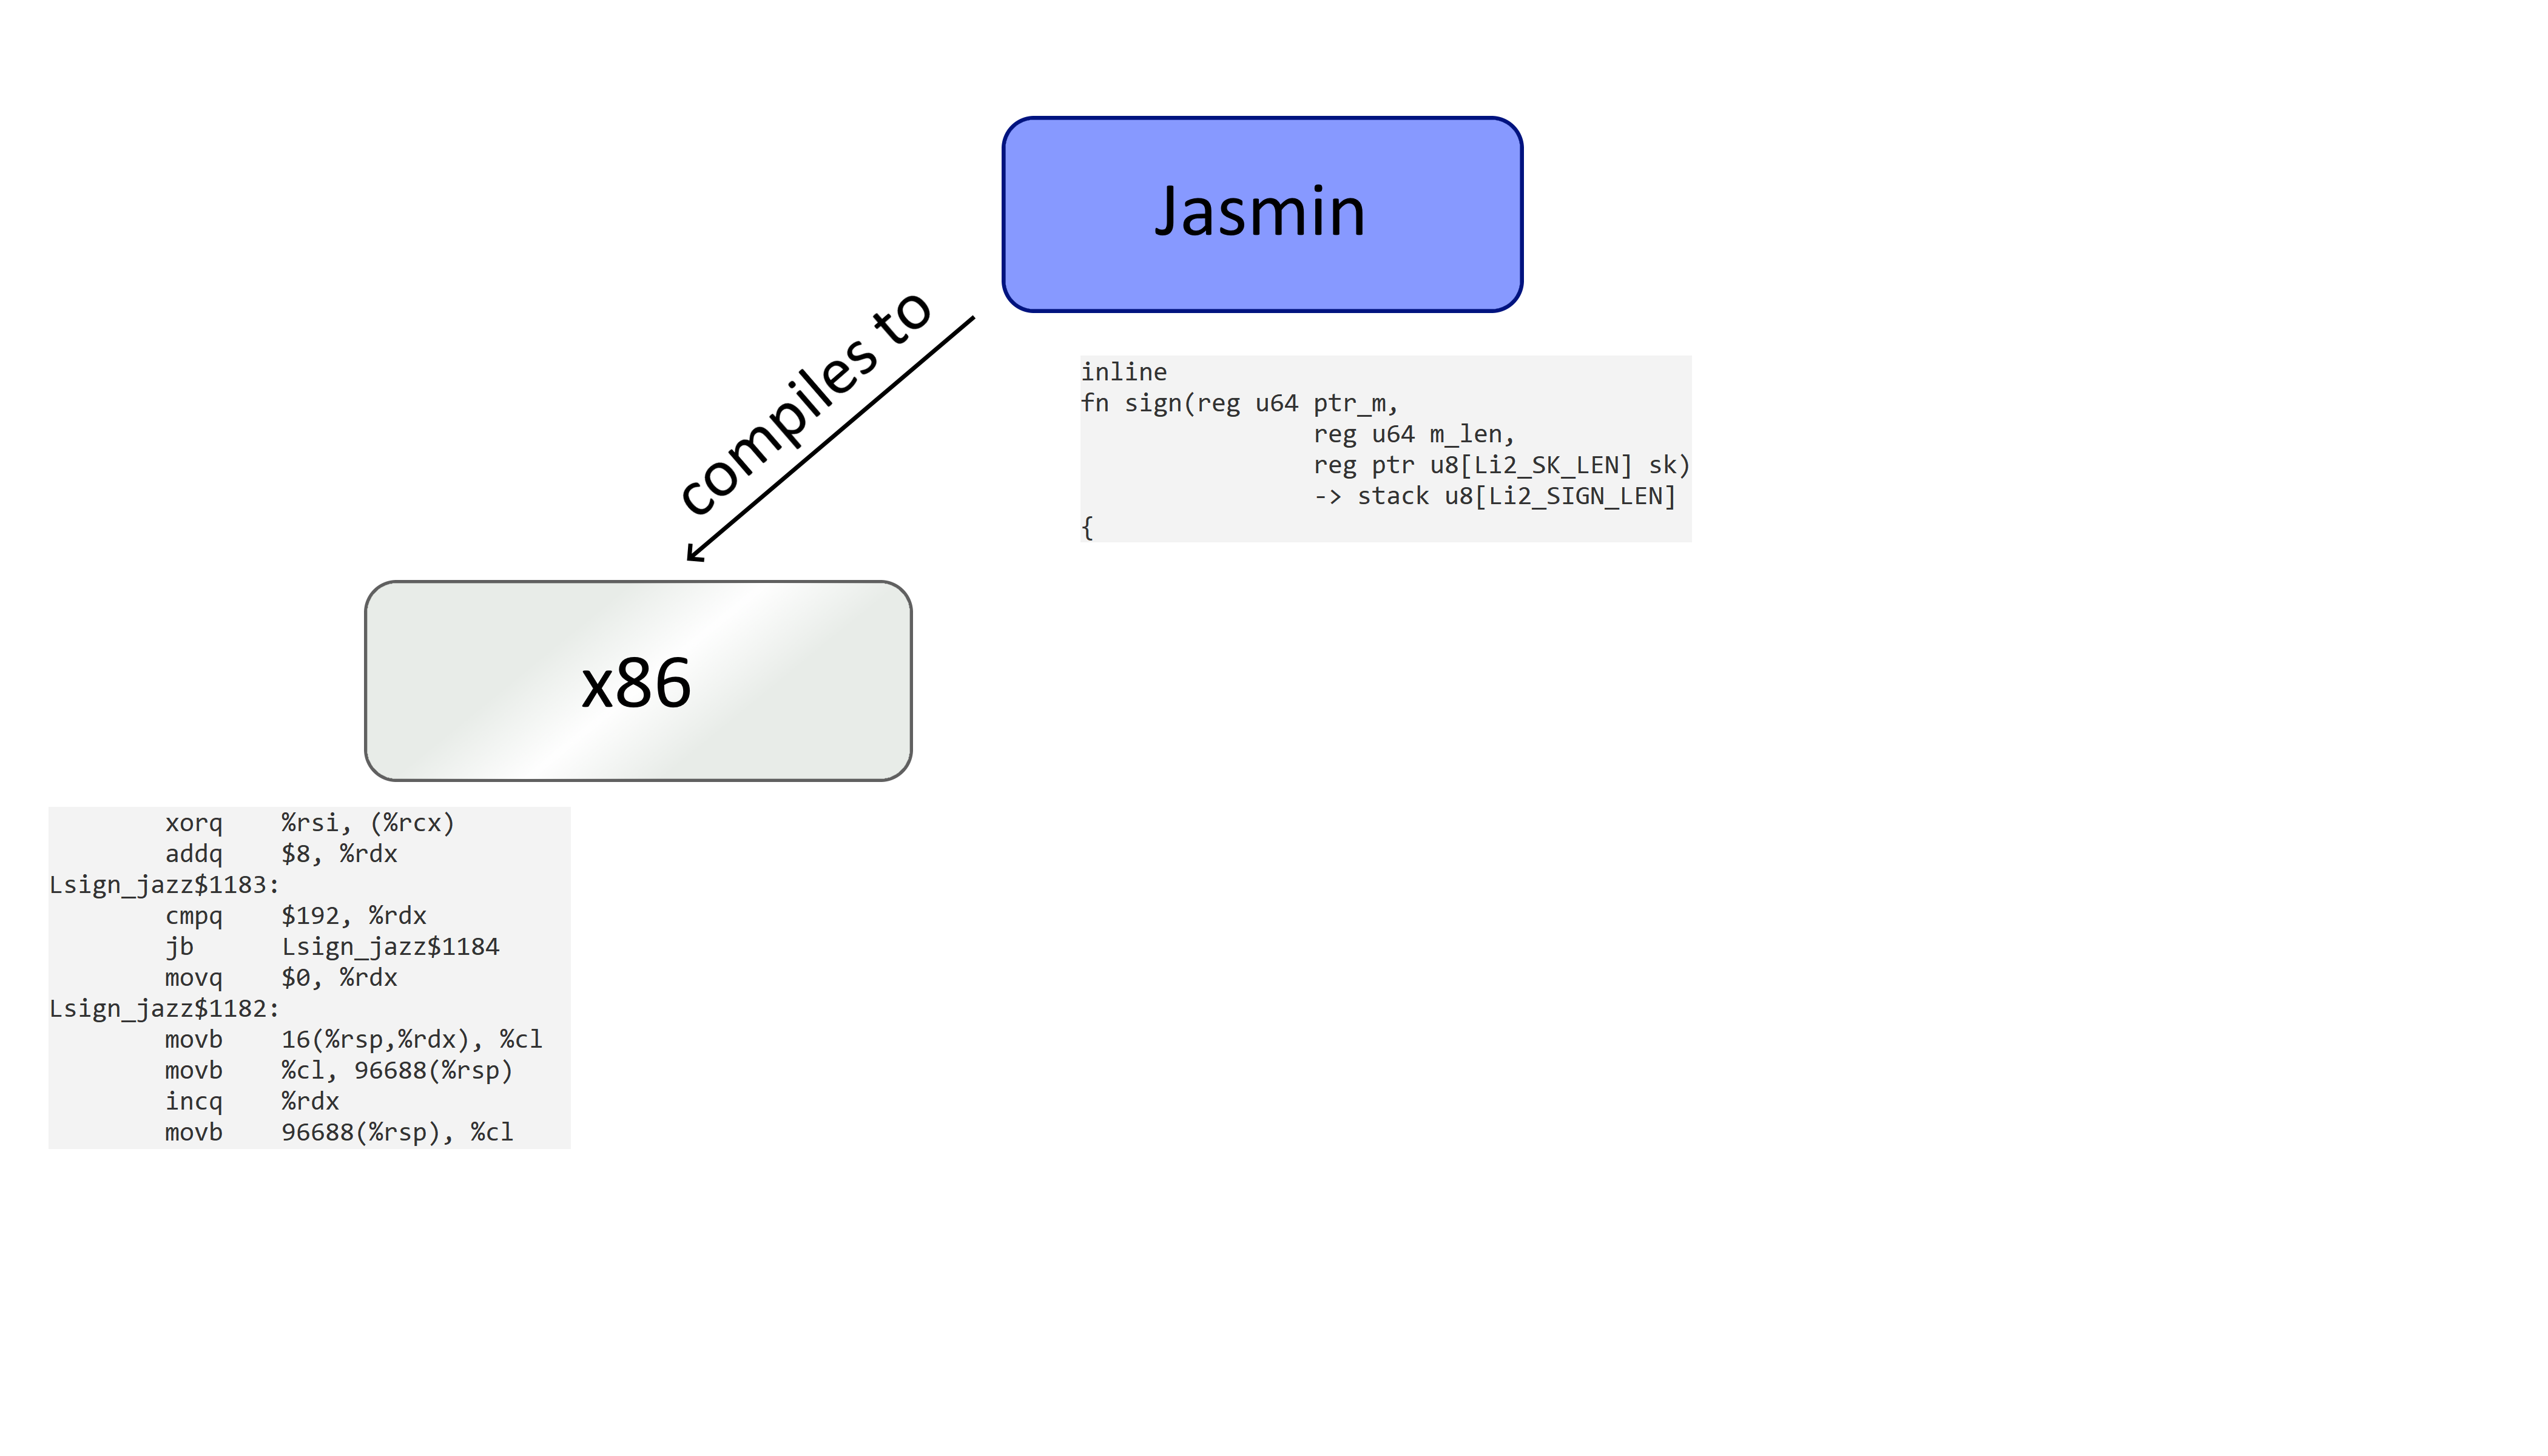 Jasmin
compiles to
inline
fn sign(reg u64 ptr_m,
                reg u64 m_len,
                reg ptr u8[Li2_SK_LEN] sk)
                -> stack u8[Li2_SIGN_LEN]
{
x86
        xorq    %rsi, (%rcx)
        addq    $8, %rdx
Lsign_jazz$1183:
        cmpq    $192, %rdx
        jb      Lsign_jazz$1184
        movq    $0, %rdx
Lsign_jazz$1182:
        movb    16(%rsp,%rdx), %cl
        movb    %cl, 96688(%rsp)
        incq    %rdx
        movb    96688(%rsp), %cl